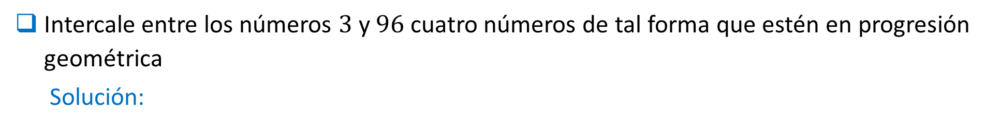 Intercale entre los números 3 y 96 cuatro números de tal forma que estén en progresión
geométrica
Solución: